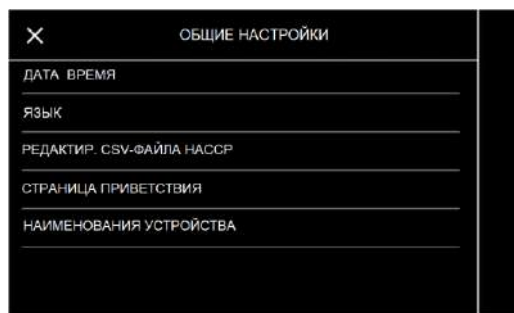 ОБЩИЕ НАСТРОЙКИ
ДАТА ВРЕМЯ
ЯЗЫК
РЕДАКТИР. CSV-ФАЙЛА HACCP
СТРАНИЦА ПРИВЕТСТВИЯ
НАИМЕНОВАНИЯ УСТРОЙСТВА